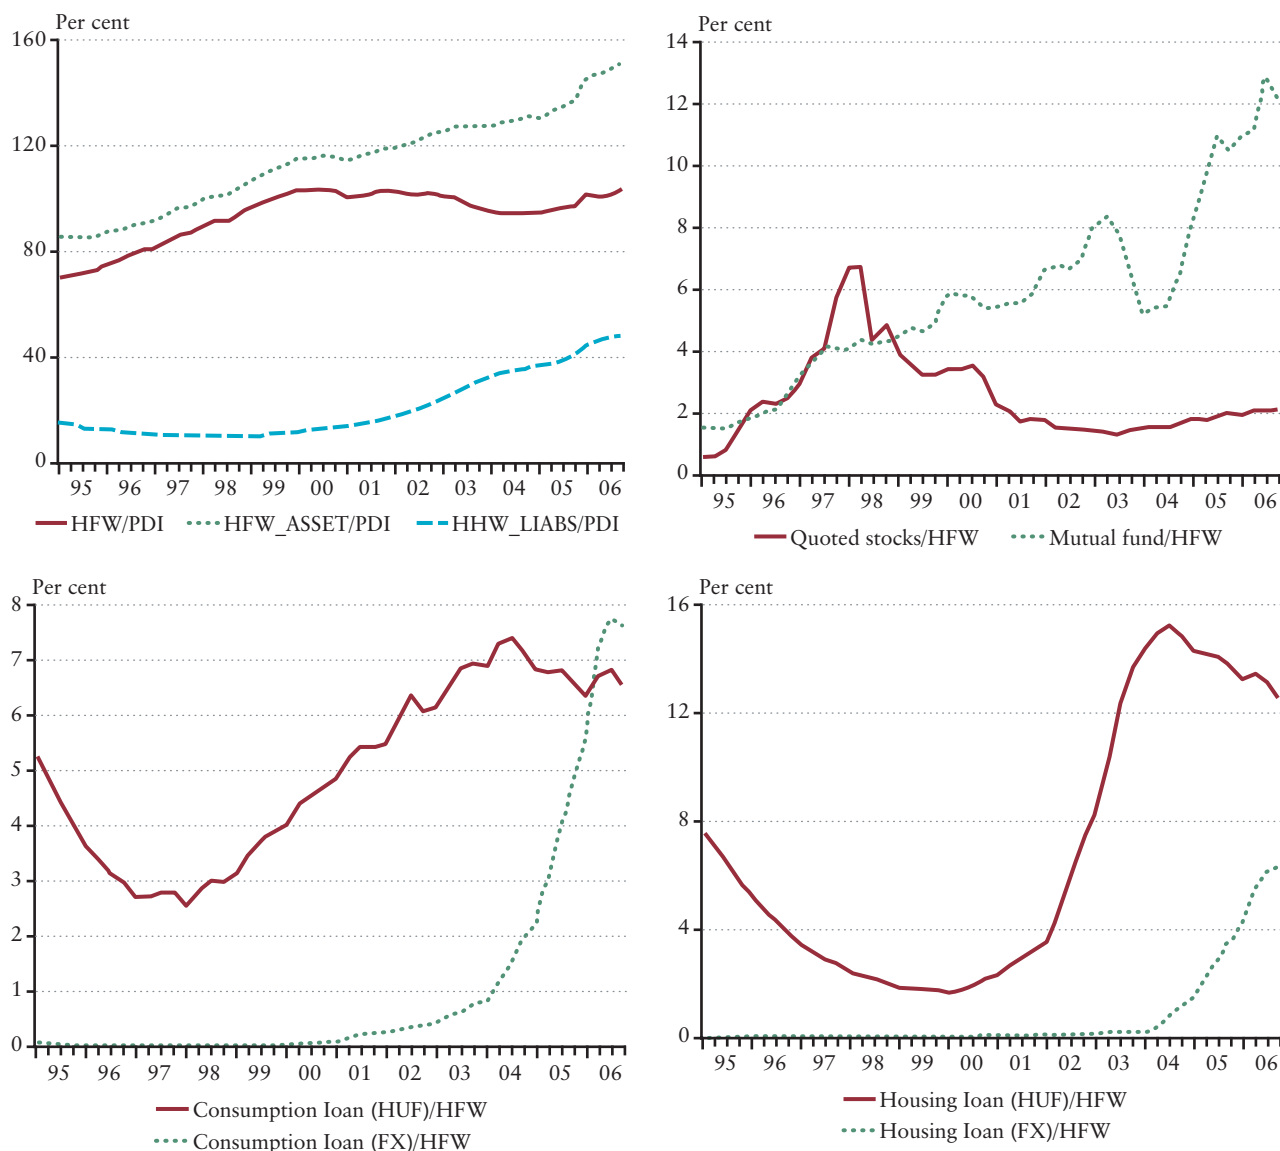 Per cent
160
120
80
40
0
95 96 97 98 99 00 01 02 03 04 05 06
HFW/PDI HFW_ASSET/PDI HHW_LIABS/PDI
Per cent
14
12
10
8
6
4
2
0
95 96 97 98 99 00 01 02 03 04 05 06
Quoted stocks/HFW Mutual fund/HFW
Per cent
8
7
6
5
4
3
2
1
0
95 96 97 98 99 00 01 02 03 04 05 06
Consumption Ioan (HUF)/HFW
Consumption Ioan (FX)/HFW
Per cent
16
12
8
4
0
95 96 97 98 99 00 01 02 03 04 05 06
Housing Ioan (HUF)/HFW
Housing Ioan (FX)/HFW